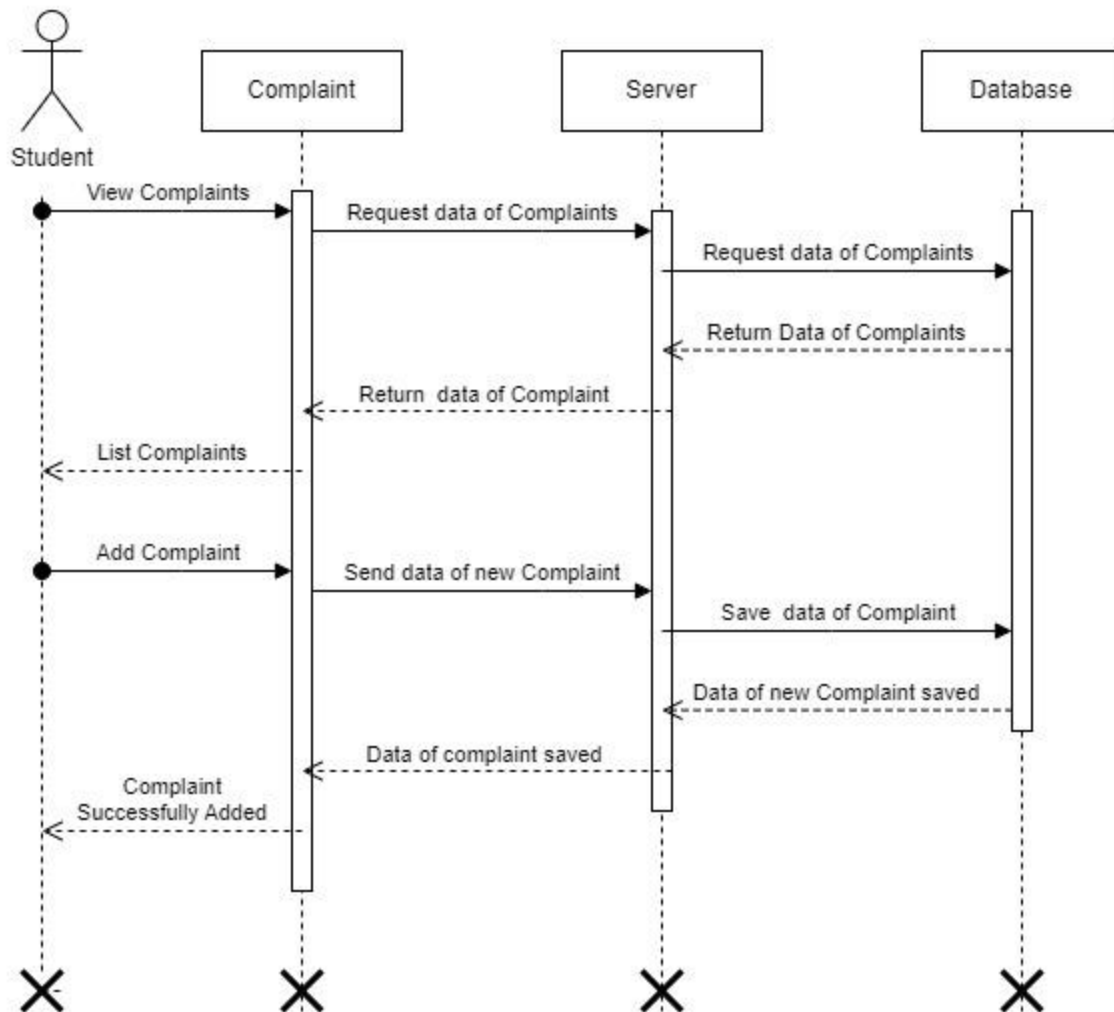 Complaint
Server
Database
Student
View Complaints
Request data of Complaints
Request data of Complaints
Return Data of Complaints
Return data of Complaint
List Complaints
Add Complaint
Send data of new Complaint
Save data of Complaint
Data of new Complaint saved
Data of complaint saved
Complaint
Successfully Added